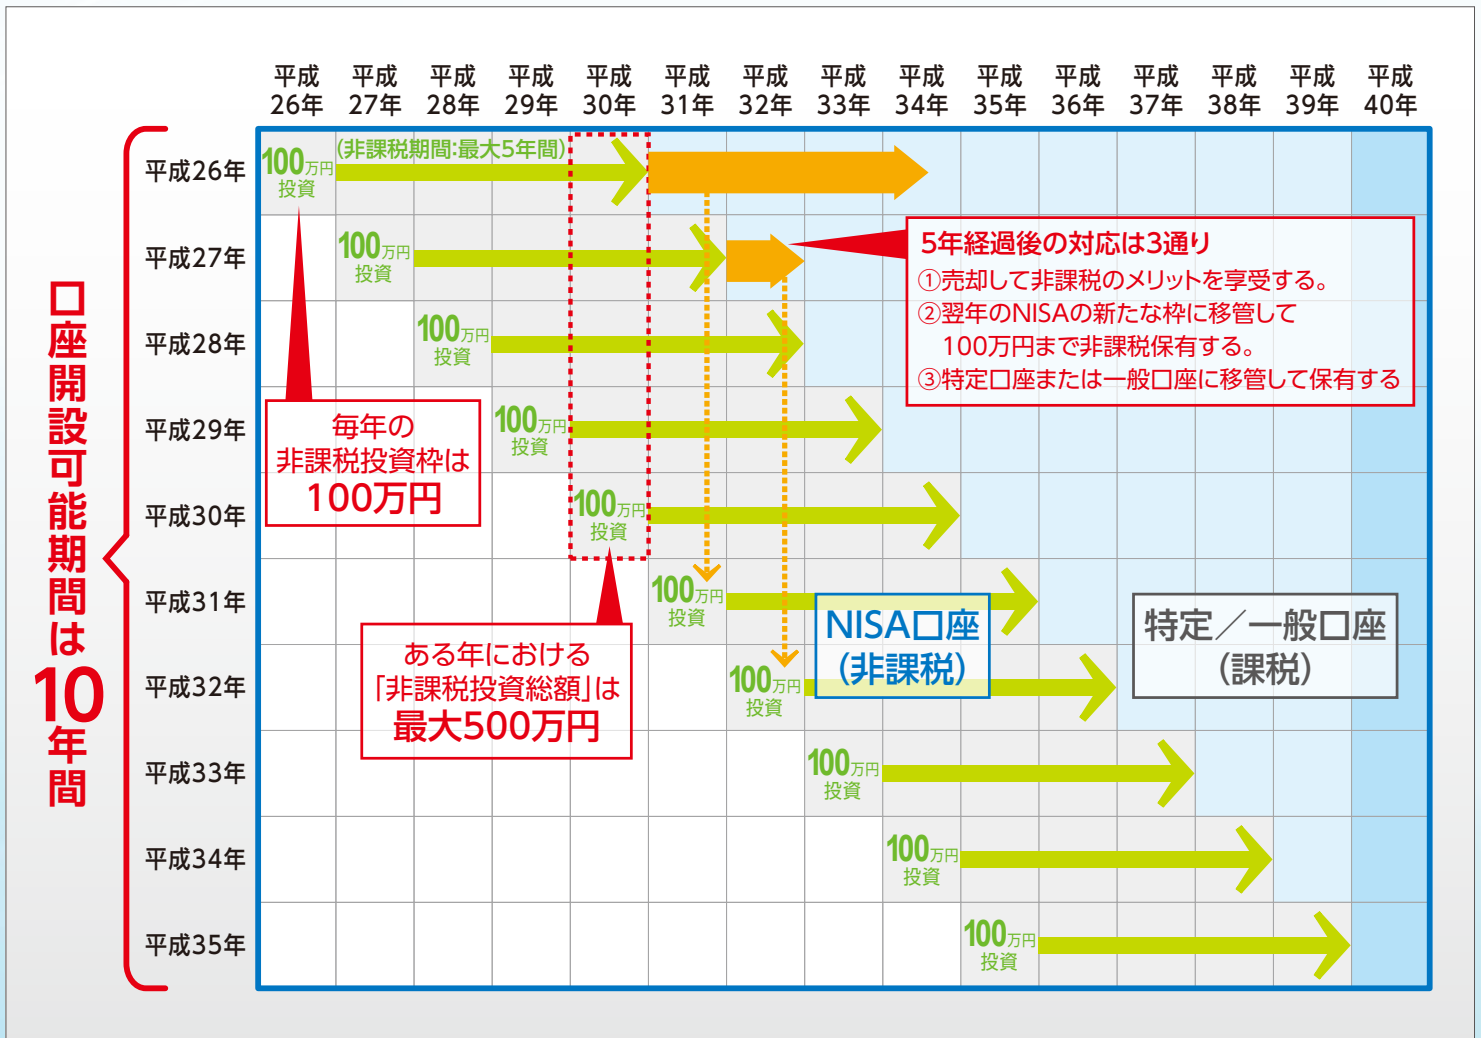 平成 平成 平成 平成 平成 平成 平成 平成 平成 平成 平成 平成 平成 平成 平成
26年 27年 28年 29年 30年 31年 32年 33年 34年 35年 36年 37年 38年 39年 40年
口座開設可能期間は
10
年間
平成26年
100万円
投資
(非課税期間:最大5年間)
平成27年
100万円
投資
5年経過後の対応は3通り
①売却して非課税のメリットを享受する。
②翌年のNISAの新たな枠に移管して
100万円まで非課税保有する。
③特定口座または一般口座に移管して保有する
平成28年
100万円
投資
平成29年
100万円
投資
毎年の
非課税投資枠は
100万円
平成30年
100万円
投資
平成31年
100万円
投資
NISA口座
(非課税)
特定/一般口座
(課税)
ある年における
「非課税投資総額」は
最大500万円
平成32年
100万円
投資
平成33年
100万円
投資
平成34年
100万円
投資
平成35年
100万円
投資